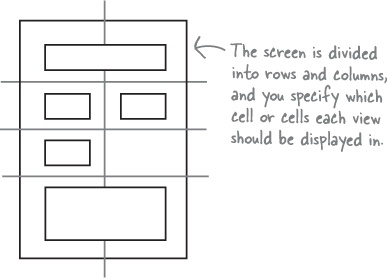 The screen is divided
into rows and columns,
and you specify which
cell or cells each view
should be displayed in.